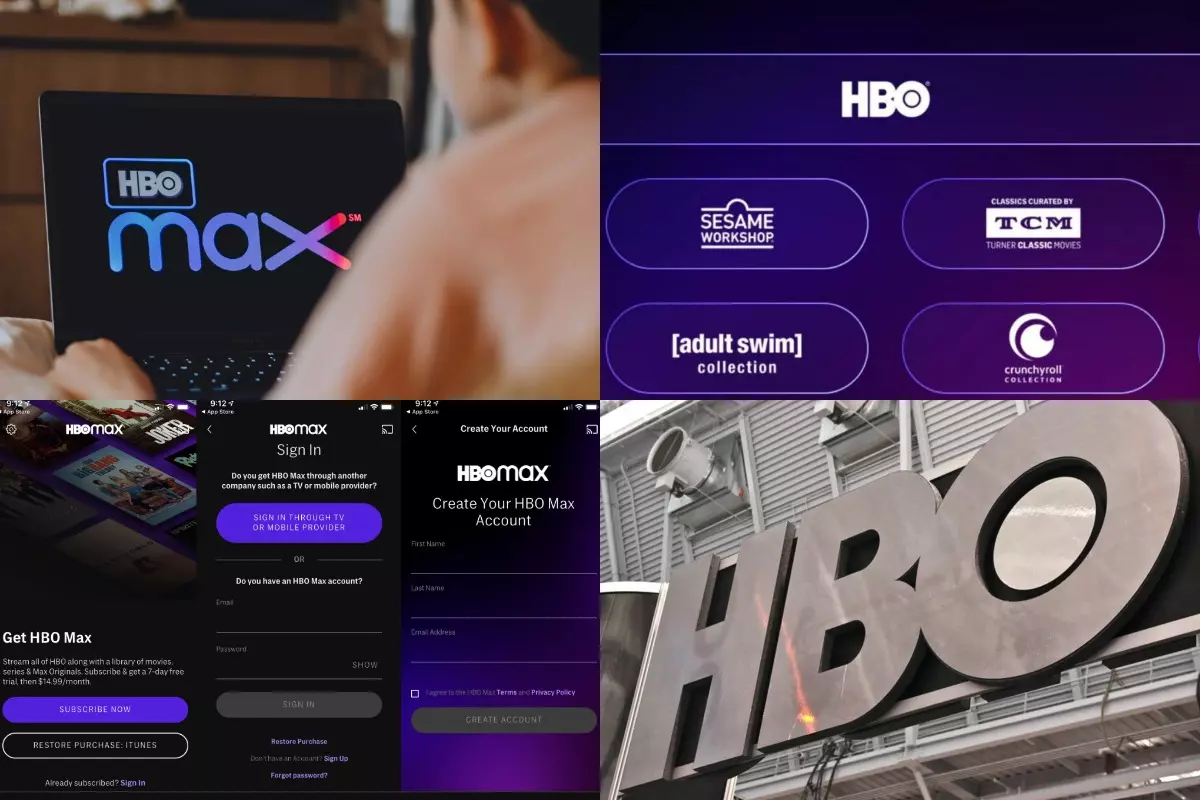 HBO
max
SM
HBO
SESAME
WORKSHOP
CLASSICS CURATED BY
TCM
TURNER CLASSIC MOVIES
[adult swim]
collection
crunchyroll
COLLECTION
9:12
App Store
HBOMAX
JOKER
Get HBO Max
Stream all of HBO along with a library of movies,
series & Max Originals. Subscribe & get a 7-day free
trial, then $14.99/month.
SUBSCRIBE NOW
RESTORE PURCHASE: ITUNES
Already subscribed? Sign In
9:12
App Store
HBOMAX
Sign In
Do you get HBO Max through another
company such as a TV or mobile provider?
SIGN IN THROUGH TV
OR MOBILE PROVIDER
OR
Do you have an HBO Max account?
Email
Password
SHOW
SIGN IN
Restore Purchase
Don't have an Account? Sign Up
Forgot password?
9:12
App Store
Create Your Account
HBOMAX
Create Your HBO Max
Account
First Name
Last Name
Email Address
I agree to the HBO Max Terms and Privacy Policy
CREATE ACCOUNT
HBO